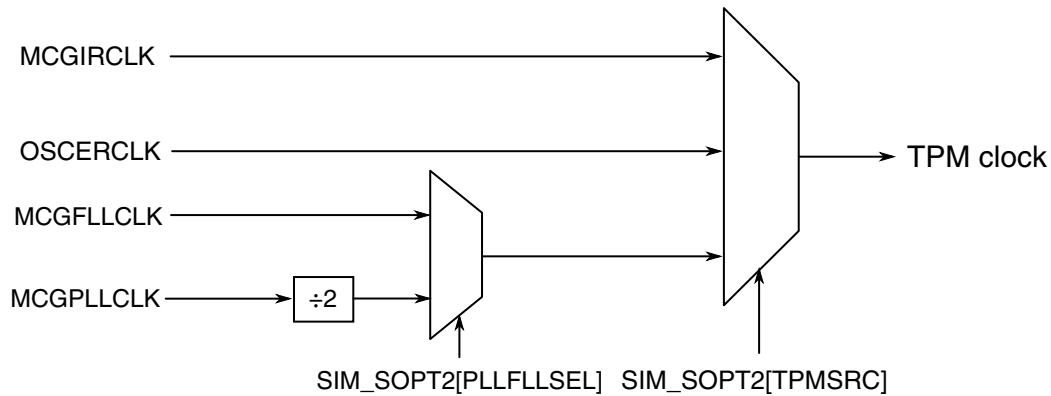 MCGIRCLK
OSCERCLK
TPM clock
MCGFLLCLK
MCGPLLCLK
÷2
SIM_SOPT2[PLLFLLSEL]
SIM_SOPT2[TPMSRC]